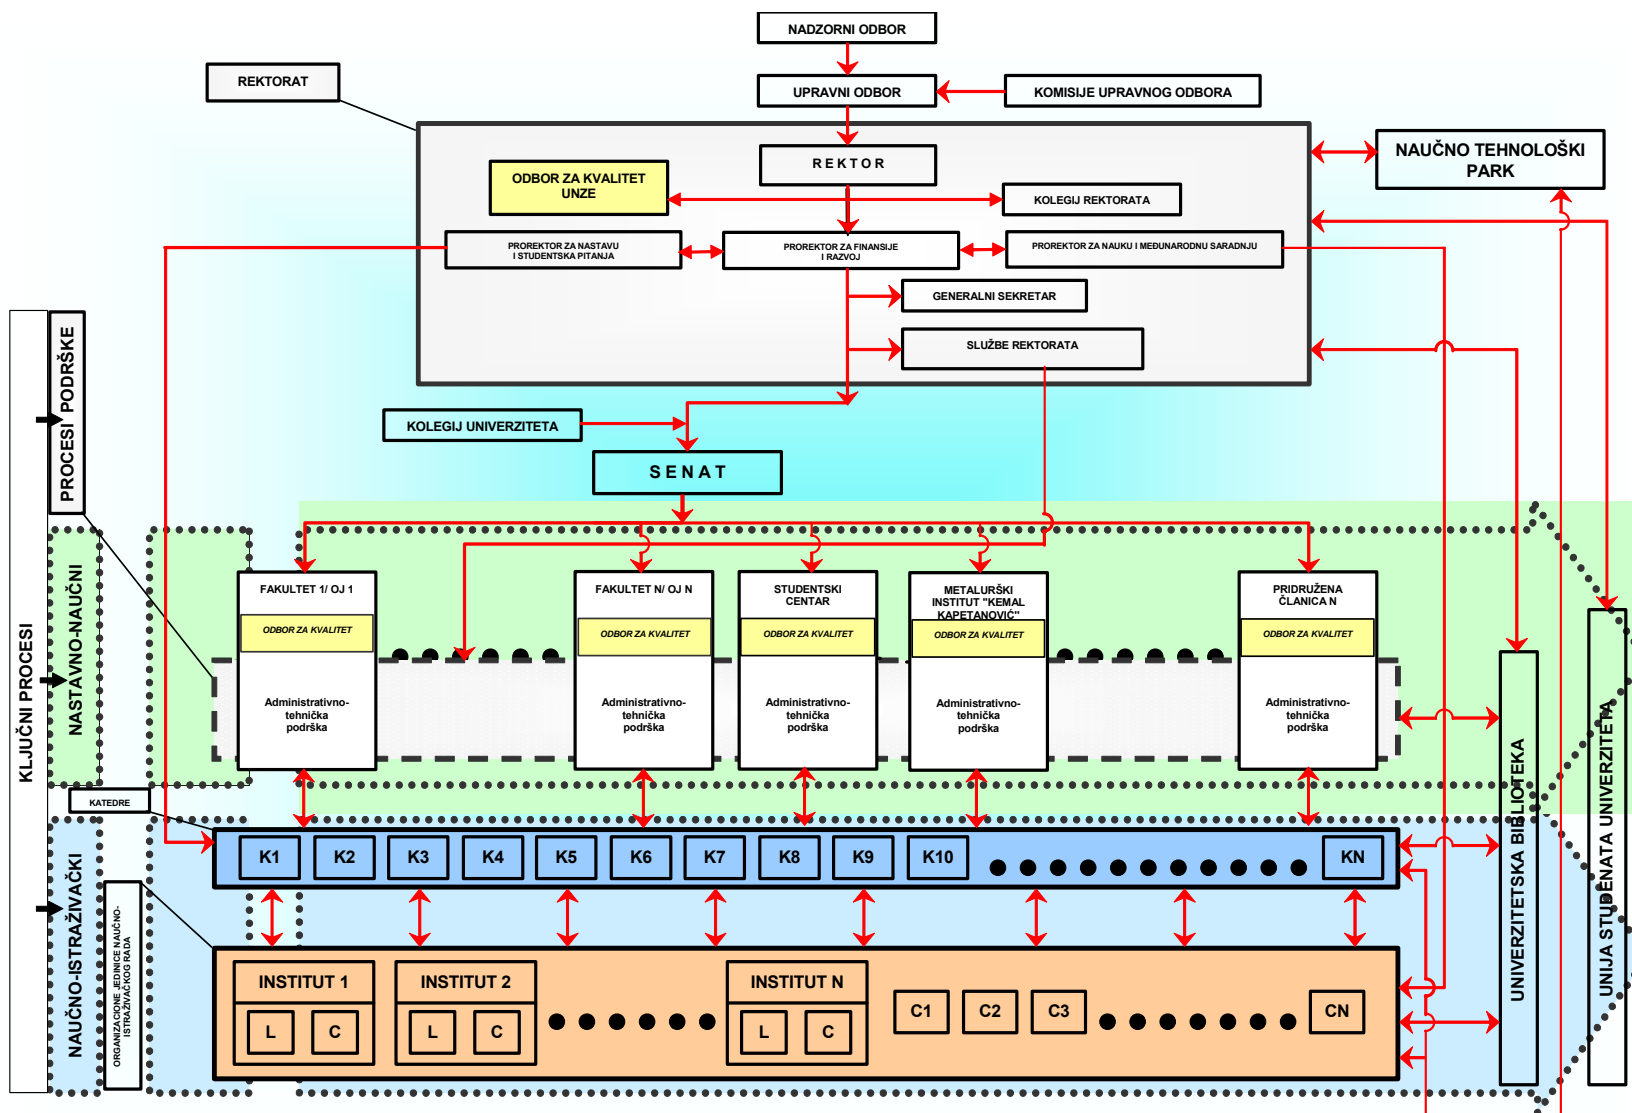 NADZORNI ODBOR
REKTORAT
UPRAVNI ODBOR
KOMISIJE UPRAVNOG ODBORA
R E K T O R
NAUČNO TEHNOLOŠKI
PARK
ODBOR ZA KVALITET
UNZE
KOLEGIJ REKTORATA
PROREKTOR ZA NASTAVU
I STUDENTSKA PITANJA
PROREKTOR ZA FINANSIJE
I RAZVOJ
PROREKTOR ZA NAUKU I MEĐUNARODNU SARADNJU
GENERALNI SEKRETAR
SLUŽBE REKTORATA
KOLEGIJ UNIVERZITETA
S E N A T
KLJUČNI PROCESI
PROCESI PODRŠKE
NASTAVNO-NAUČNI
NAUČNO-ISTRAŽIVAČKI
FAKULTET 1/ OJ 1
ODBOR ZA KVALITET
Administrativno-
tehnička
podrška
FAKULTET N/ OJ N
ODBOR ZA KVALITET
Administrativno-
tehnička
podrška
STUDENTSKI
CENTAR
ODBOR ZA KVALITET
Administrativno-
tehnička
podrška
METALURŠKI
INSTITUT "KEMAL
KAPETANOVIĆ"
ODBOR ZA KVALITET
Administrativno-
tehnička
podrška
PRIDRUŽENA
ČLANICA N
ODBOR ZA KVALITET
Administrativno-
tehnička
podrška
UNIVERZITETSKA BIBLIOTEKA
UNIJA STUDENATA UNIVERZITETA
KATEDRE
K1 K2 K3 K4 K5 K6 K7 K8 K9 K10 KN
ORGANIZACIONE JEDINICE NAUČNO-
ISTRAŽIVAČKOG RADA
INSTITUT 1
L C
INSTITUT 2
L C
INSTITUT N
L C
C1 C2 C3 CN